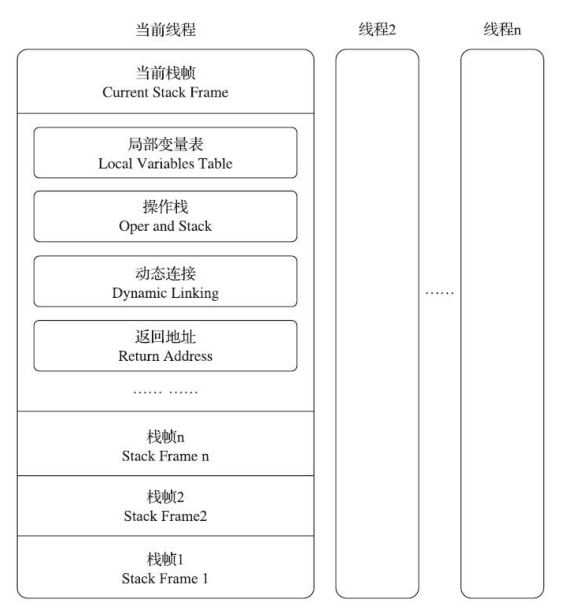 当前线程
线程2
线程n
当前栈帧
Current Stack Frame
局部变量表
Local Variables Table
操作栈
Oper and Stack
动态连接
Dynamic Linking
返回地址
Return Address
…… ……
……
栈帧n
Stack Frame n
栈帧2
Stack Frame2
栈帧1
Stack Frame 1